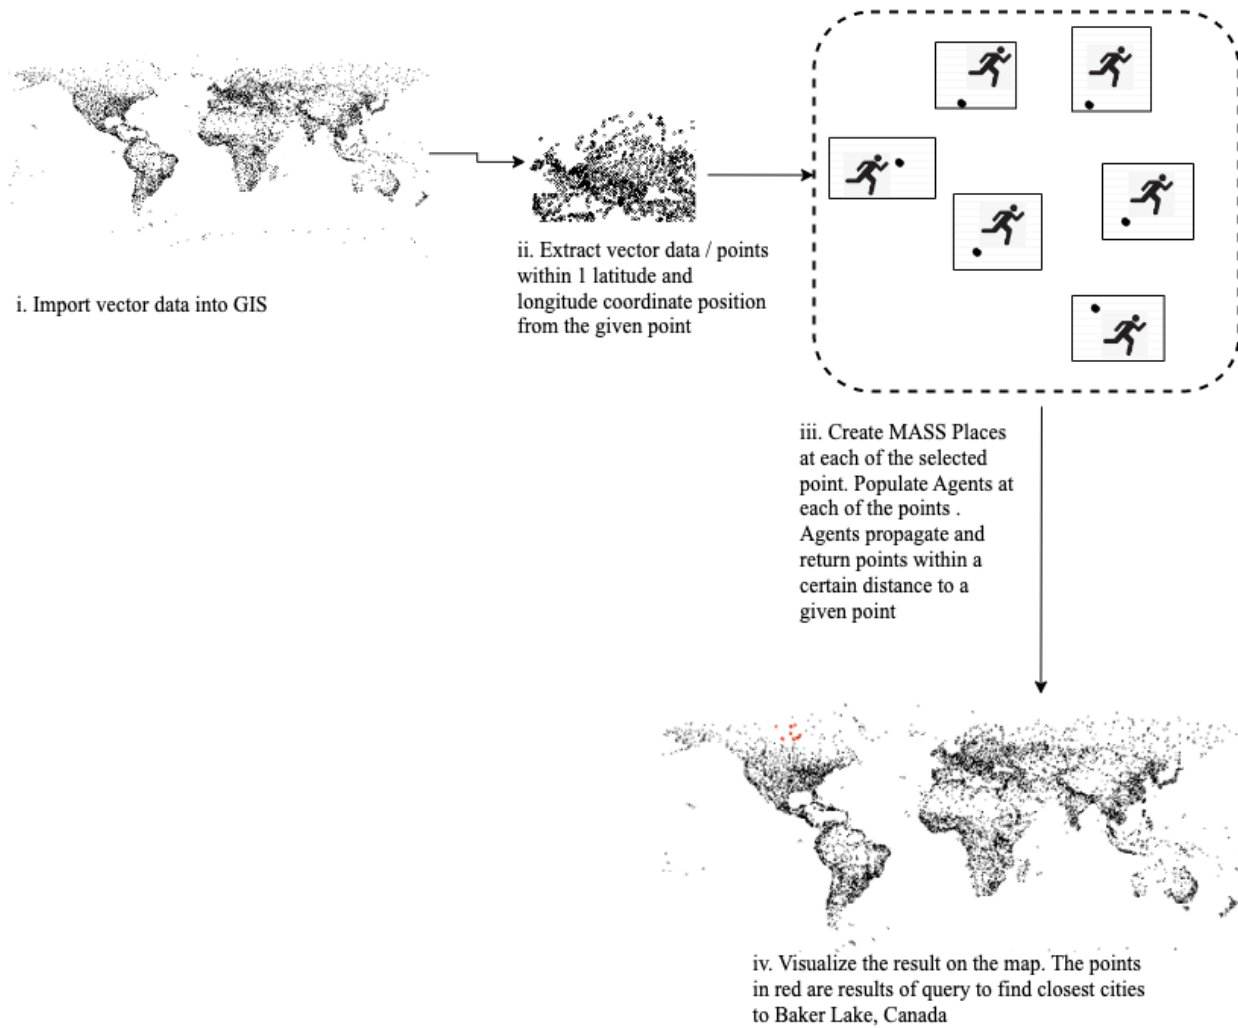 i. Import vector data into GIS
ii. Extract vector data / points
within 1 latitude and
longitude coordinate position
from the given point
iii. Create MASS Places
at each of the selected
point. Populate Agents at
each of the points .
Agents propagate and
return points within a
certain distance to a
given point
iv. Visualize the result on the map. The points
in red are results of query to find closest cities
to Baker Lake, Canada